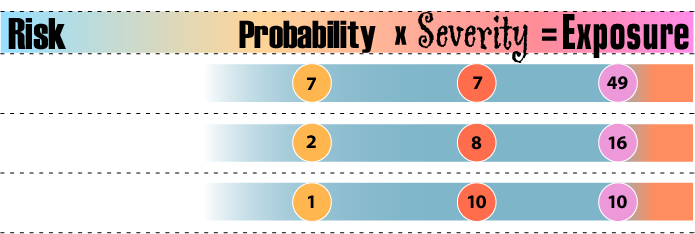 Risk Probability x Severity = Exposure
7 7 49
2 8 16
1 10 10